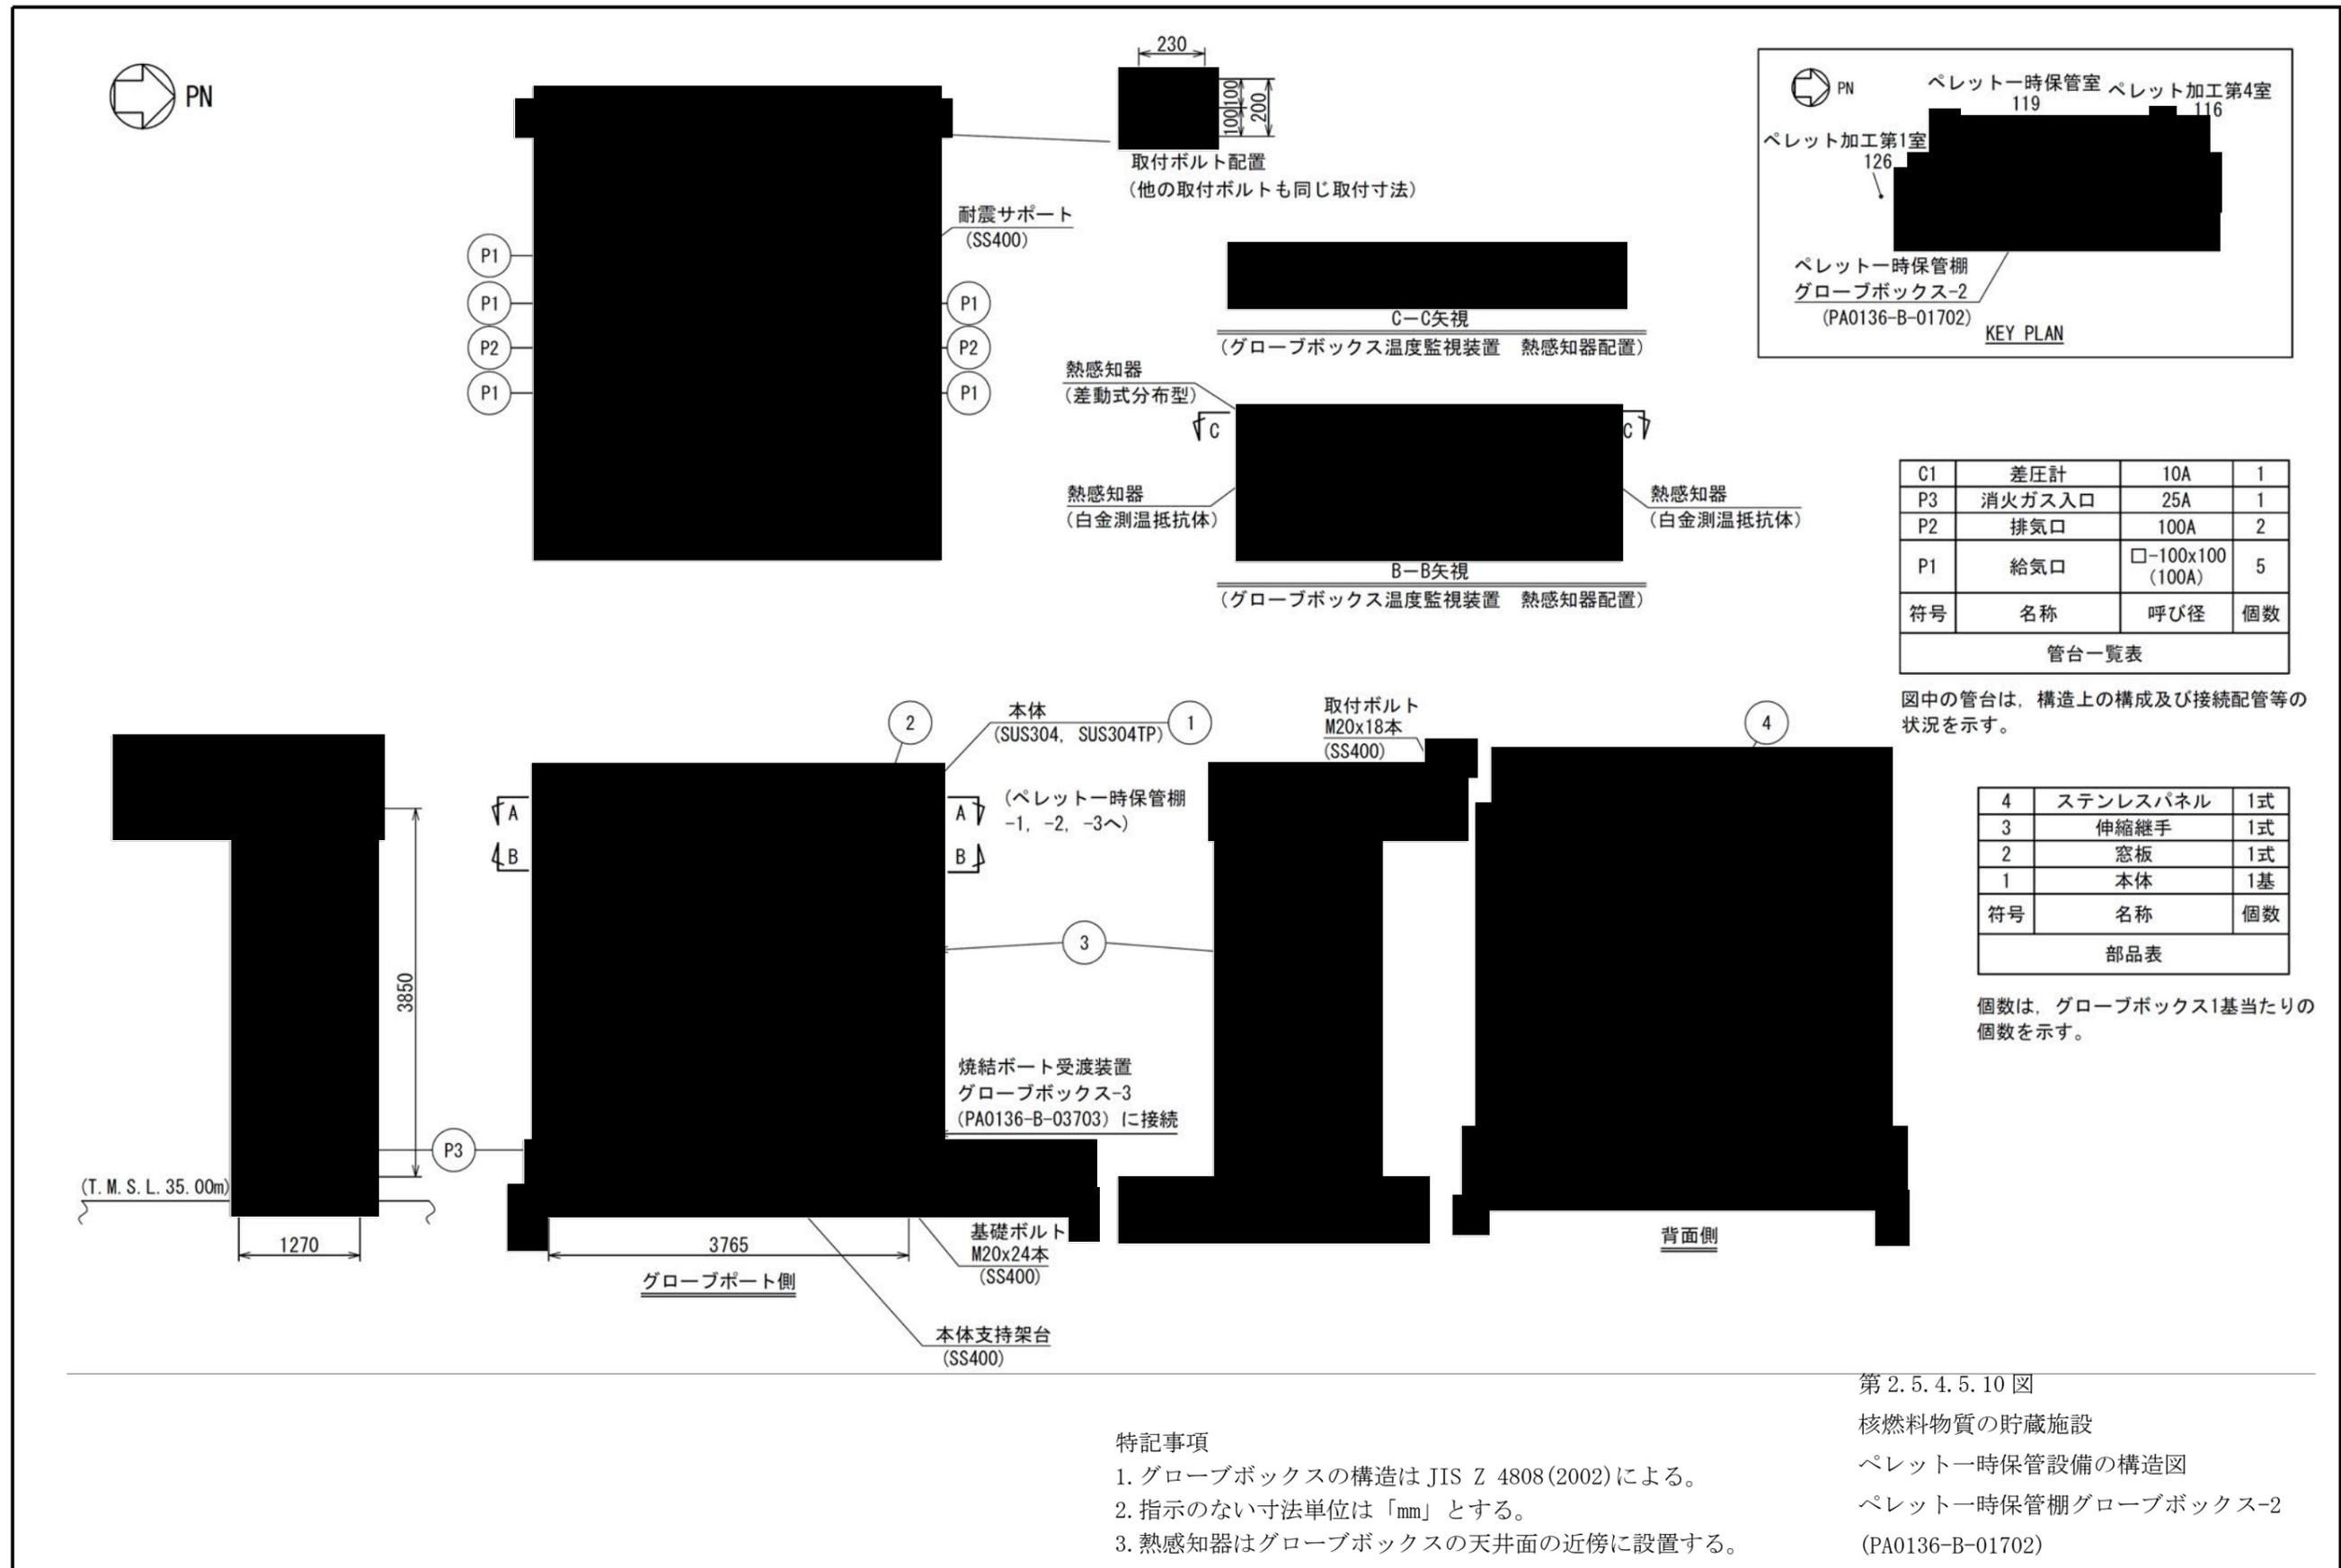 PN
230
100
100
200
取付ボルト配置
(他の取付ボルトも同じ取付寸法)
耐震サポート
(SS400)
P1
P1
P2
P1
P1
P2
P1
C－C矢視
(グローブボックス温度監視装置　熱感知器配置)
熱感知器
(差動式分布型)
C
C
熱感知器
(白金測温抵抗体)
熱感知器
(白金測温抵抗体)
B－B矢視
(グローブボックス温度監視装置　熱感知器配置)
PN
ペレット一時保管室
119
ペレット加工第4室
116
ペレット加工第1室
126
ペレット一時保管棚
グローブボックス-2
(PA0136-B-01702)
KEY PLAN
C1 差圧計 10A 1
P3 消火ガス入口 25A 1
P2 排気口 100A 2
P1 給気口 □-100x100 5
(100A)
符号 名称 呼び径 個数
管台一覧表
図中の管台は，構造上の構成及び接続配管等の
状況を示す。
4 ステンレスパネル 1式
3 伸縮継手 1式
2 窓板 1式
1 本体 1基
符号 名称 個数
部品表
個数は，グローブボックス1基当たりの
個数を示す。
3850
(T.M.S.L.35.00m)
1270
P3
2
本体
(SUS304, SUS304TP)
1
A
A
B
B
(ペレット一時保管棚
-1, -2, -3へ)
3
焼結ボート受渡装置
グローブボックス-3
(PA0136-B-03703) に接続
3765
グローブポート側
基礎ボルト
M20x24本
(SS400)
本体支持架台
(SS400)
取付ボルト
M20x18本
(SS400)
4
背面側
特記事項
1.グローブボックスの構造は JIS Z 4808(2002)による。
2.指示のない寸法単位は「mm」とする。
3.熱感知器はグローブボックスの天井面の近傍に設置する。
第 2.5.4.5.10 図
核燃料物質の貯蔵施設
ペレット一時保管設備の構造図
ペレット一時保管棚グローブボックス-2
(PA0136-B-01702)